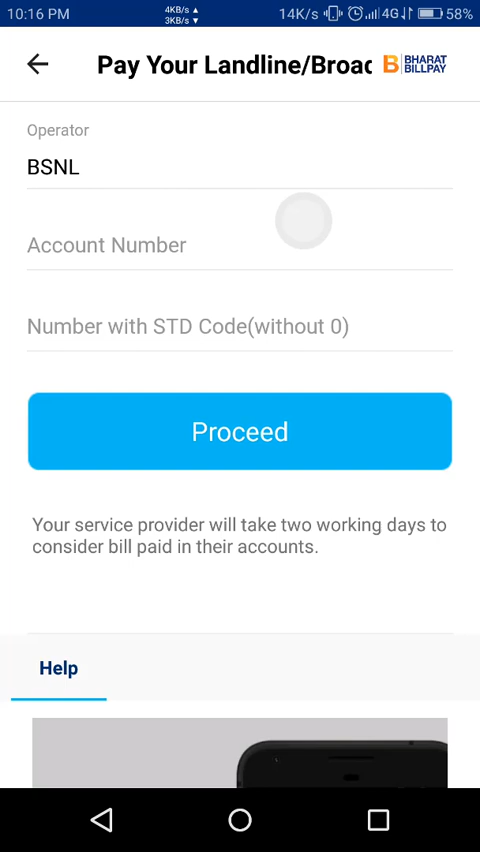 10:16 PM 4KB/s ▲ 14K/s 4G 58%
3KB/s ▼
Pay Your Landline/Broad
B BHARAT
BILLPAY
Operator
BSNL
Account Number
Number with STD Code(without 0)
Proceed
Your service provider will take two working days to
consider bill paid in their accounts.
Help